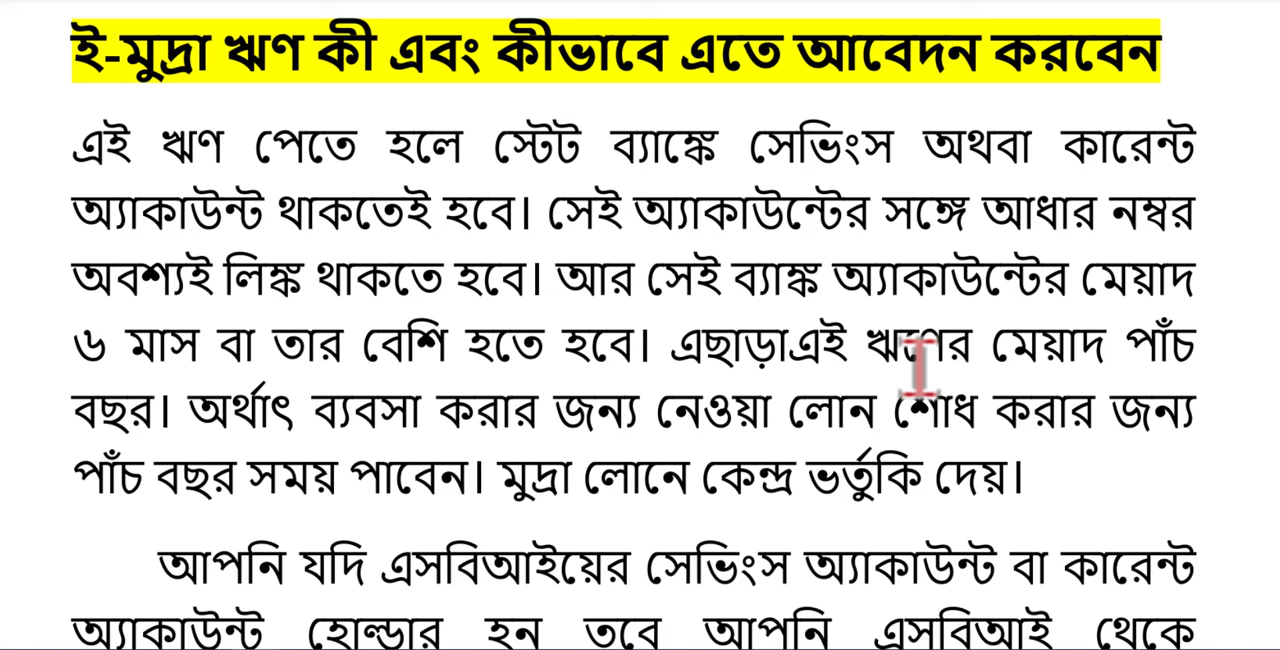 ই-মুদ্রা ঋণ কী এবং কীভাবে এতে আবেদন করবেন
এই ঋণ পেতে হলে স্টেট ব্যাঙ্কে সেভিংস অথবা কারেন্ট
অ্যাকাউন্ট থাকতেই হবে। সেই অ্যাকাউন্টের সঙ্গে আধার নম্বর
অবশ্যই লিঙ্ক থাকতে হবে। আর সেই ব্যাঙ্ক অ্যাকাউন্টের মেয়াদ
৬ মাস বা তার বেশি হতে হবে। এছাড়াএই ঋণের মেয়াদ পাঁচ
বছর। অর্থাৎ ব্যবসা করার জন্য নেওয়া লোন শোধ করার জন্য
পাঁচ বছর সময় পাবেন। মুদ্রা লোনে কেন্দ্র ভর্তুকি দেয়।
আপনি যদি এসবিআইয়ের সেভিংস অ্যাকাউন্ট বা কারেন্ট
অ্যাকাউন্ট হোল্ডার হন তবে আপনি এসবিআই থেকে